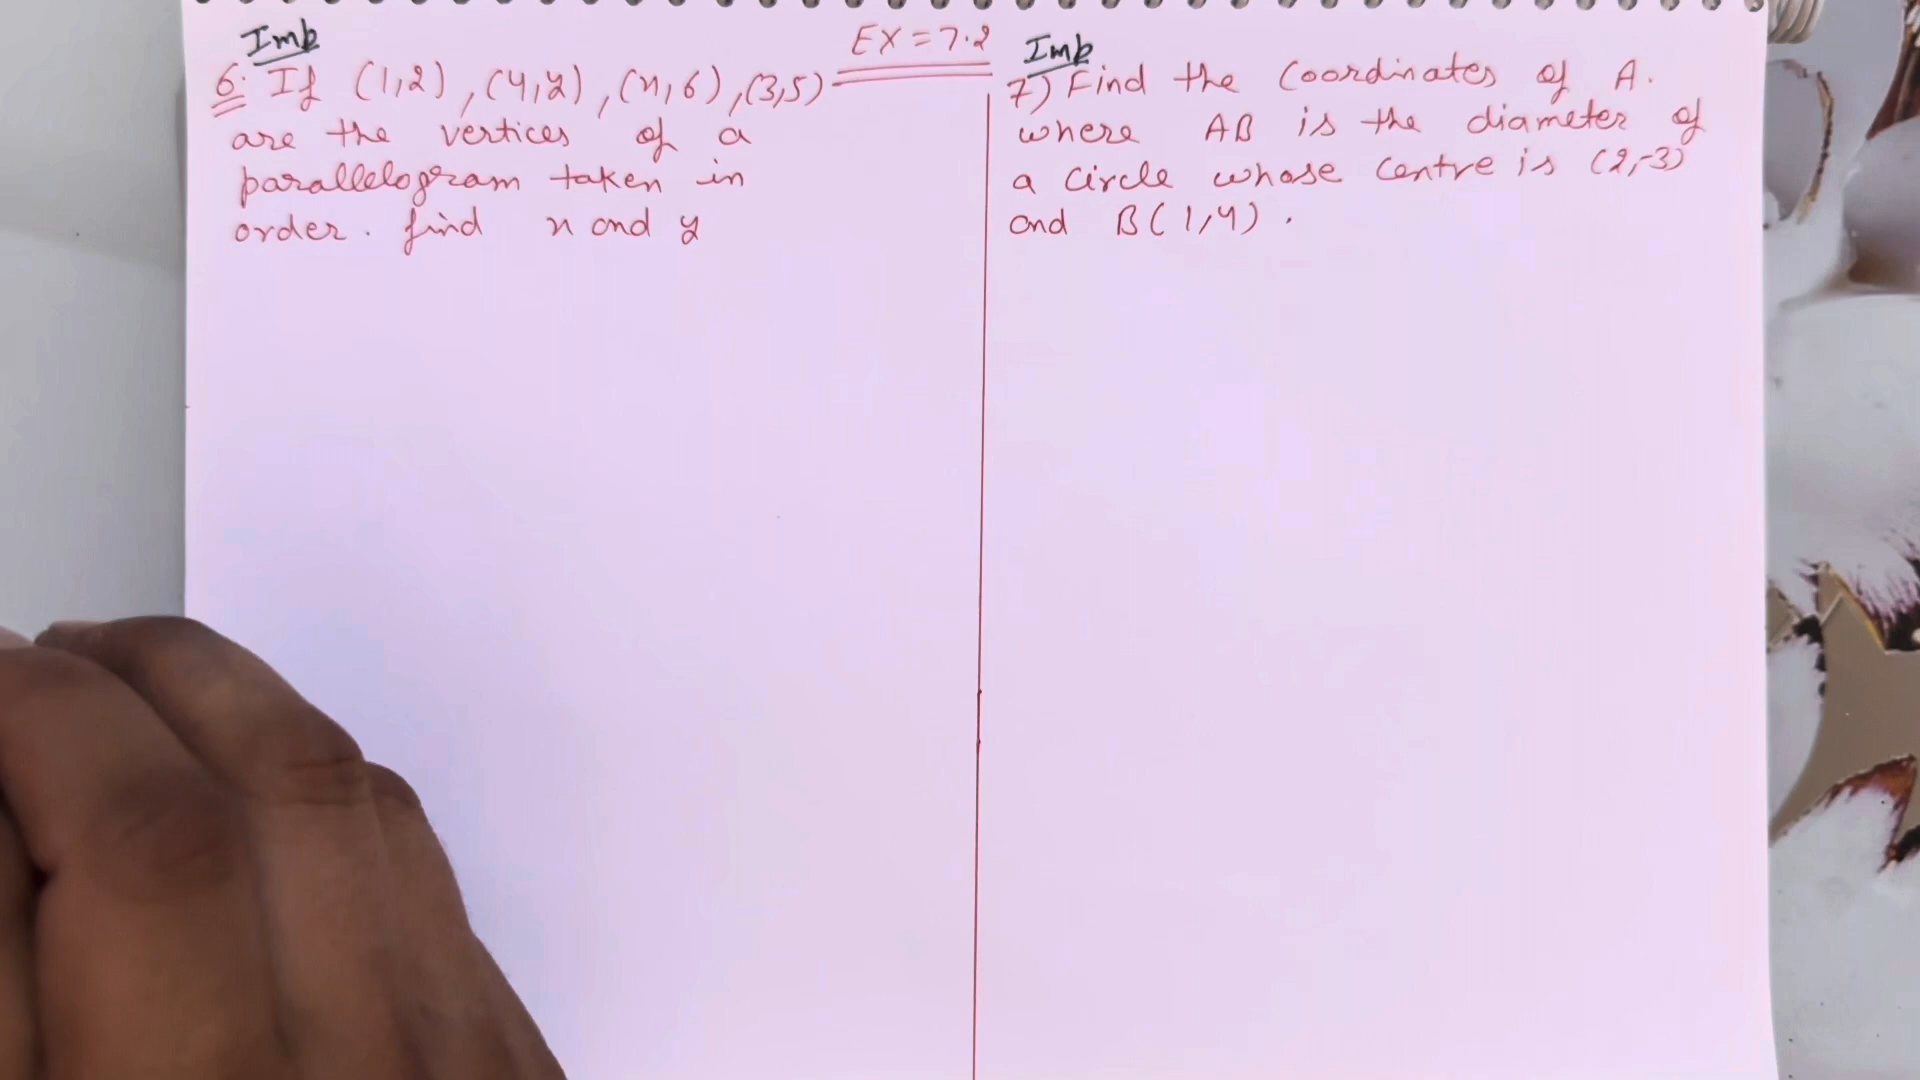 Imp
EX = 7.2
6. If (1,2), (4,y), (x,6), (3,5)
are the vertices of a
parallelogram taken in
order. find x and y
Imp
7) Find the Coordinates of A.
where AB is the diameter of
a circle whose centre is (2,-3)
and B(1,4).